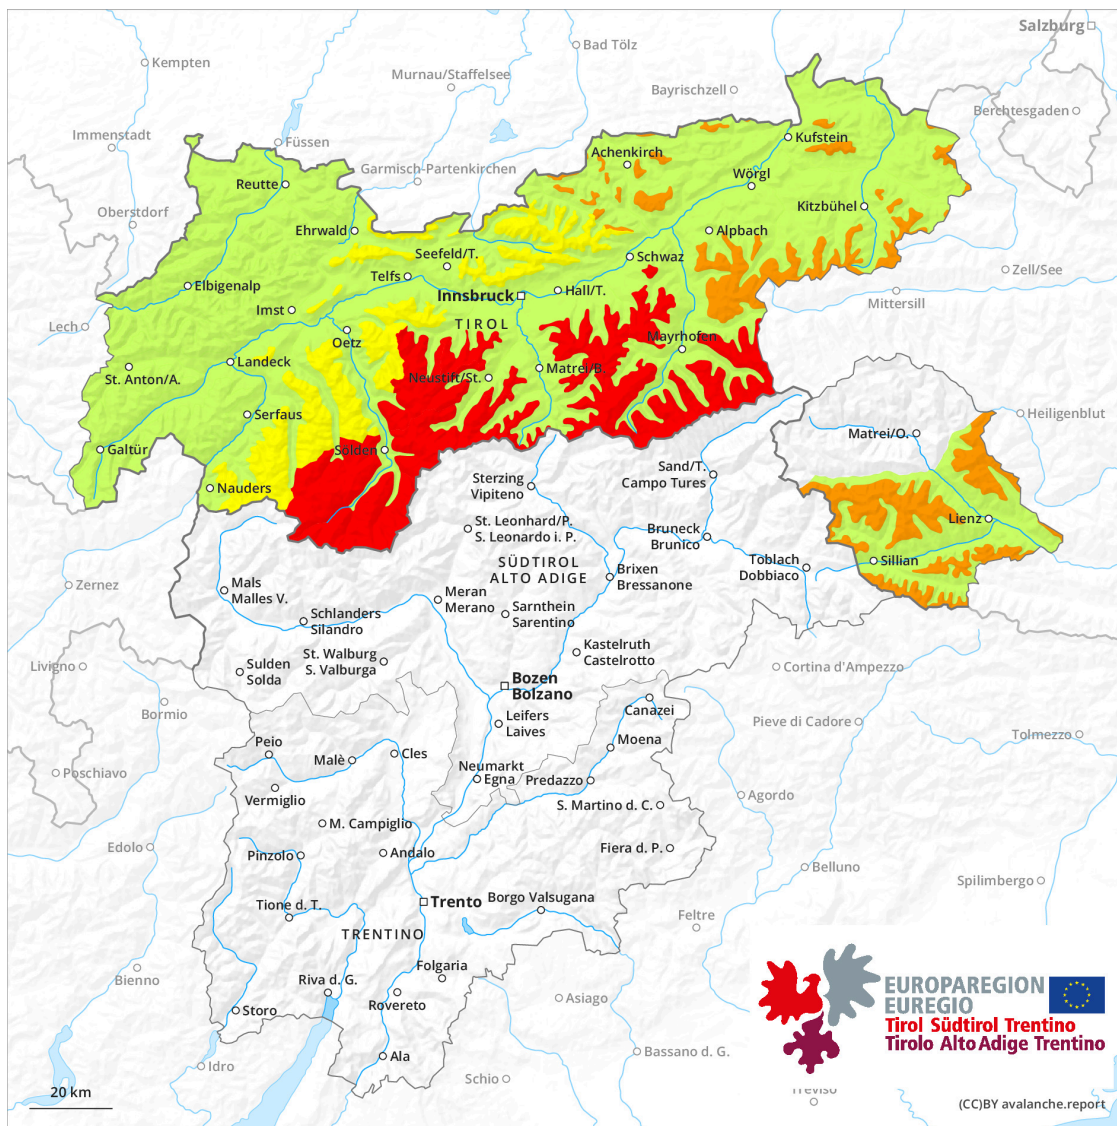 Salzburg
Bad Tölz
Kempten
Murnau/Staffelsee
Bayrischzell
Berchtesgaden
Immenstadt
Füssen
Kufstein
Achenkirch
Garmisch-Partenkirchen
Wörgl
Reutte
Oberstdorf
Kitzbühel
Ehrwald
Alpbach
Seefeld/T.
Schwaz
Telfs
Zell/See
Elbigenalp
Innsbruck
Hall/T.
Mittersill
Imst
TIROL
Lech
Oetz
Mayrhofen
Landeck
Matrei/B.
St. Anton/A.
Neustift/St.
Serfaus
Heiligenblut
Matrei/O.
Galtür
Sölden
Sand/T.
Campo Tures
Sterzing
Vipiteno
Nauders
St. Leonhard/P.
S. Leonardo i. P.
Lienz
Bruneck
Brunico
SÜDTIROL
ALTO ADIGE
Toblach
Dobbiaco
Sillian
Brixen
Bressanone
Zernez
Mals
Malles V.
Meran
Merano
Sarnthein
Sarentino
Schlanders
Silandro
Kastelruth
Castelrotto
St. Walburg
S. Valburga
Livigno
Sulden
Solda
Cortina d'Ampezzo
Bozen
Bolzano
Canazei
Bormio
Leifers
Laives
Pieve di Cadore
Tolmezzo
Peio
Moena
Cles
Malè
Neumarkt
Egna
Predazzo
Poschiavo
Vermiglio
S. Martino d. C.
Agordo
M. Campiglio
Edolo
Pinzolo
Andalo
Fiera d. P.
Belluno
Spilimbergo
Trento
Borgo Valsugana
Tione d. T.
Feltre
TRENTINO
Folgaria
Bienno
Riva d. G.
Rovereto
Asiago
Storo
EUROPAREGION
EUREGIO
Tirol Südtirol Trentino
Tirolo Alto Adige Trentino
Ala
Bassano d. G.
Idro
Schio
Treviso
20 km
(CC)BY avalanche.report